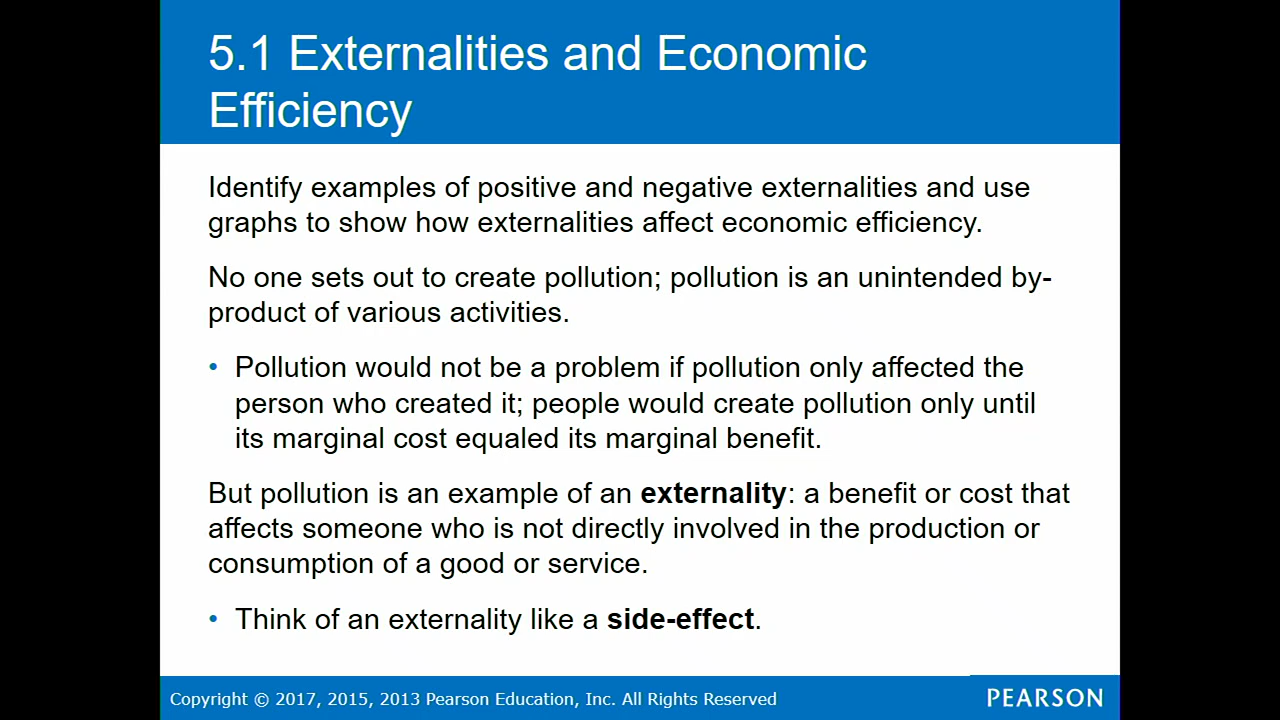 5.1 Externalities and Economic
Efficiency
Identify examples of positive and negative externalities and use
graphs to show how externalities affect economic efficiency.
No one sets out to create pollution; pollution is an unintended by-
product of various activities.
• Pollution would not be a problem if pollution only affected the
person who created it; people would create pollution only until
its marginal cost equaled its marginal benefit.
But pollution is an example of an externality: a benefit or cost that
affects someone who is not directly involved in the production or
consumption of a good or service.
• Think of an externality like a side-effect.
Copyright © 2017, 2015, 2013 Pearson Education, Inc. All Rights Reserved
PEARSON